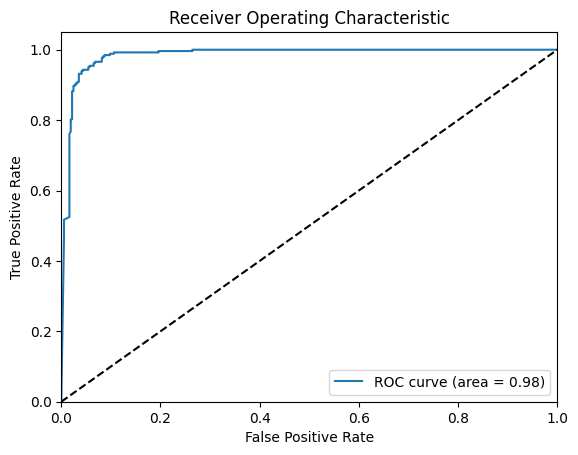 Receiver Operating Characteristic
True Positive Rate
1.0
0.8
0.6
0.4
0.2
0.0
ROC curve (area = 0.98)
0.0 0.2 0.4 0.6 0.8 1.0
False Positive Rate